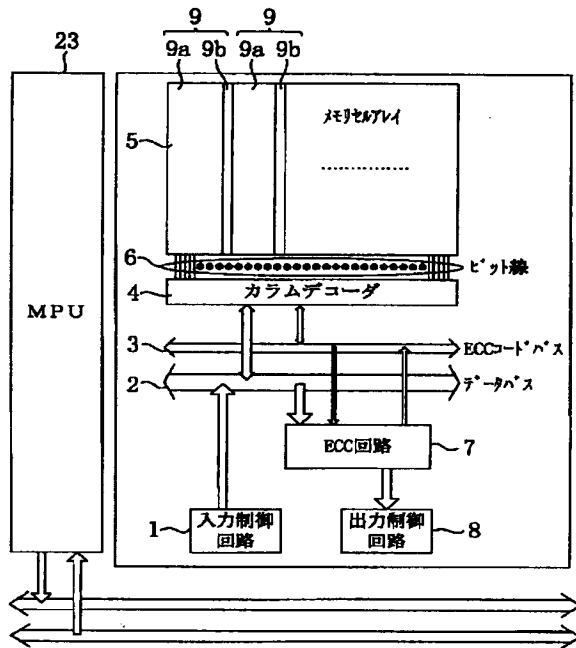 23
9 9
9a 9b 9a 9b
メモリセルアレイ
5
6
ビット線
4
カラムデコーダ
MPU
3
ECCコードバス
2
データバス
ECC回路
7
1
入力制御
回路
出力制御
回路
8